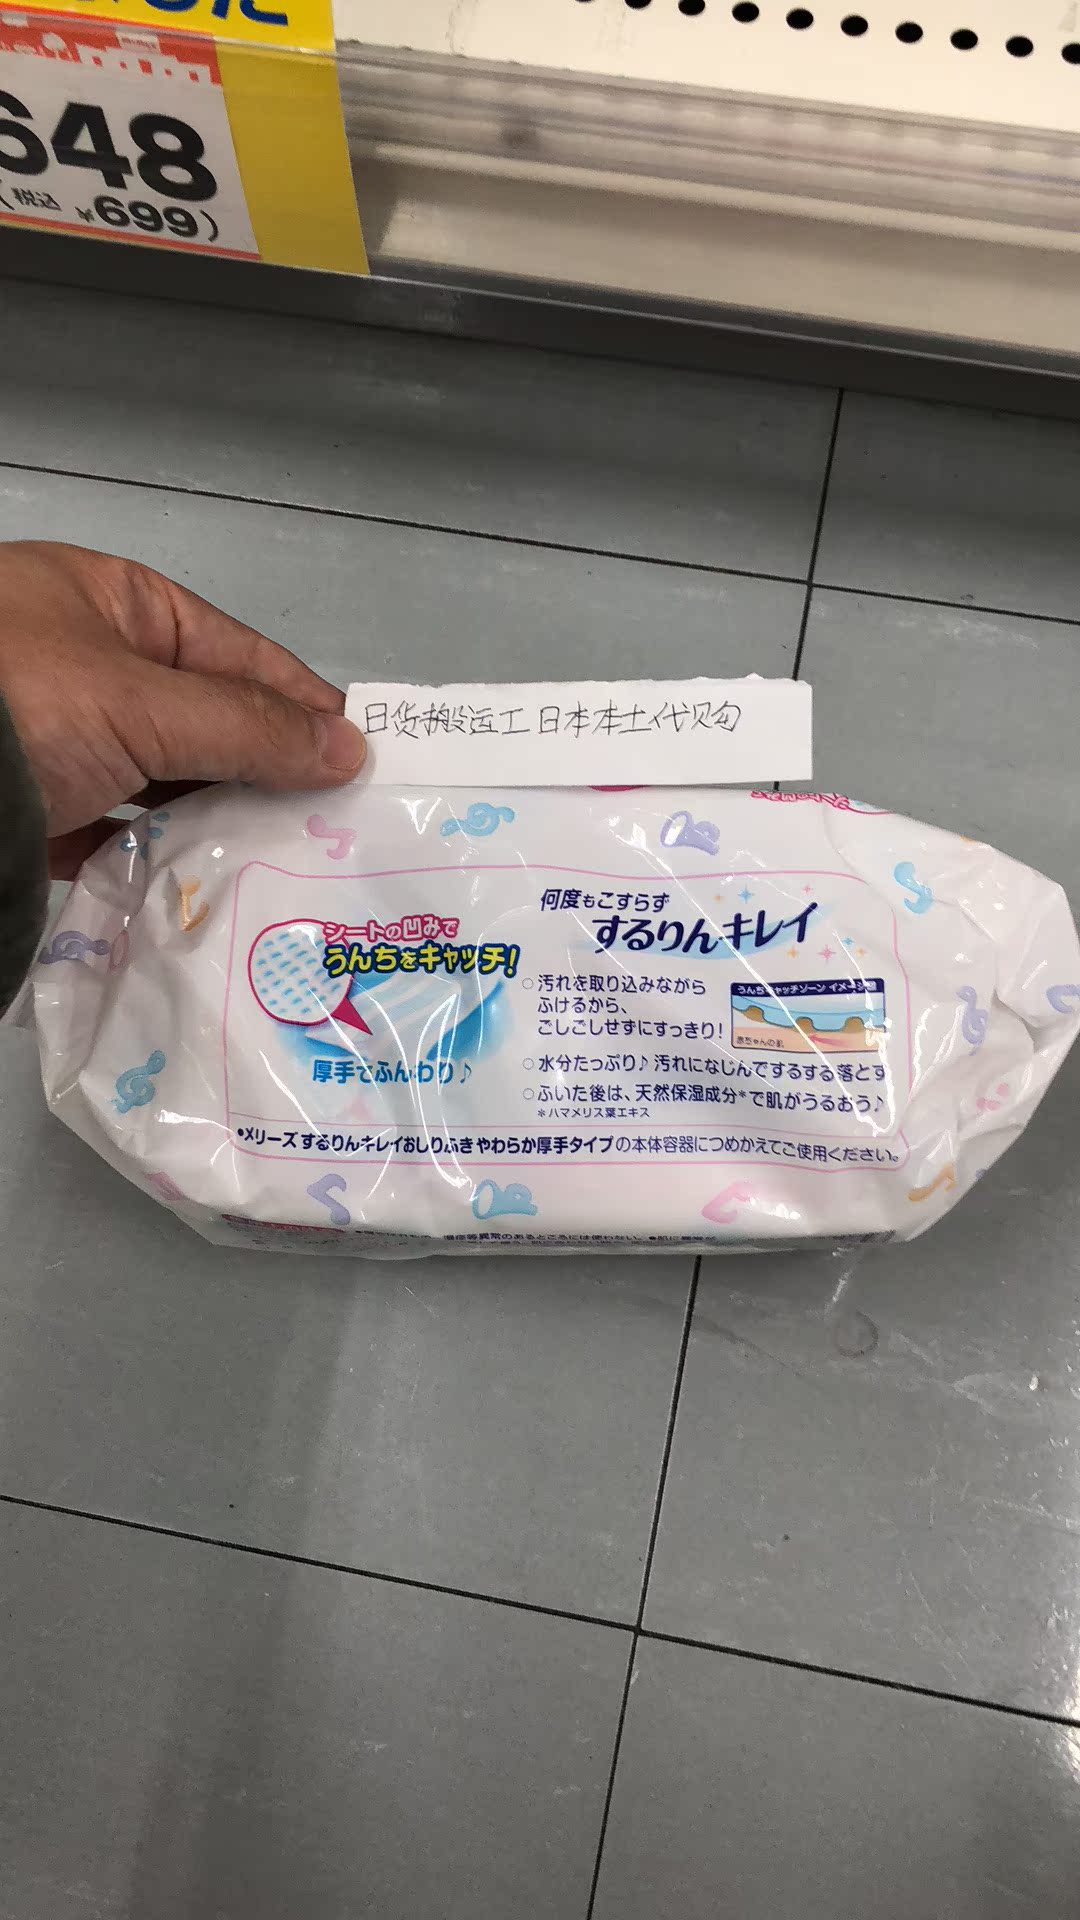 648
(税込 ¥699)
日货搬运工日本本土代购
シートの凹みで
うんちをキャッチ!
厚手でふんわり♪
何度もこすらず
するりんキレイ
○汚れを取り込みながら
ふけるから、
ごしごしせずにすっきり!
うんちキャッチゾーン イメージ図
赤ちゃんの肌
○水分たっぷり♪汚れになじんでするする落とす
○ふいた後は、天然保湿成分*で肌がうるおう♪
*ハマメリス葉エキス
•メリーズするりんキレイおしりふきやわらか厚手タイプの本体容器につめかえてご使用ください。